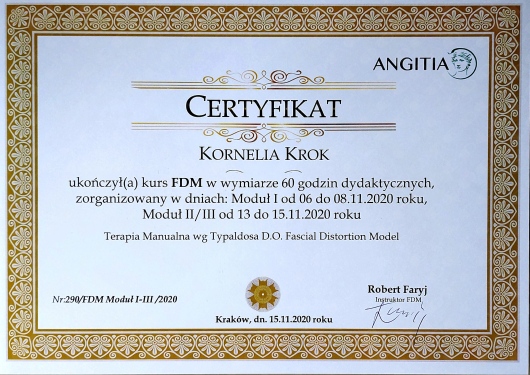 ANGITIA
CERTYFIKAT
KORNELIA KROK
ukończył(a) kurs FDM w wymiarze 60 godzin dydaktycznych,
zorganizowany w dniach: Moduł I od 06 do 08.11.2020 roku,
Moduł II/III od 13 do 15.11.2020 roku
Terapia Manualna wg Typaldosa D.O. Fascial Distortion Model
Robert Faryj
Instruktor FDM
Nr:290/FDM Moduł I-III /2020
Kraków, dn. 15.11.2020 roku